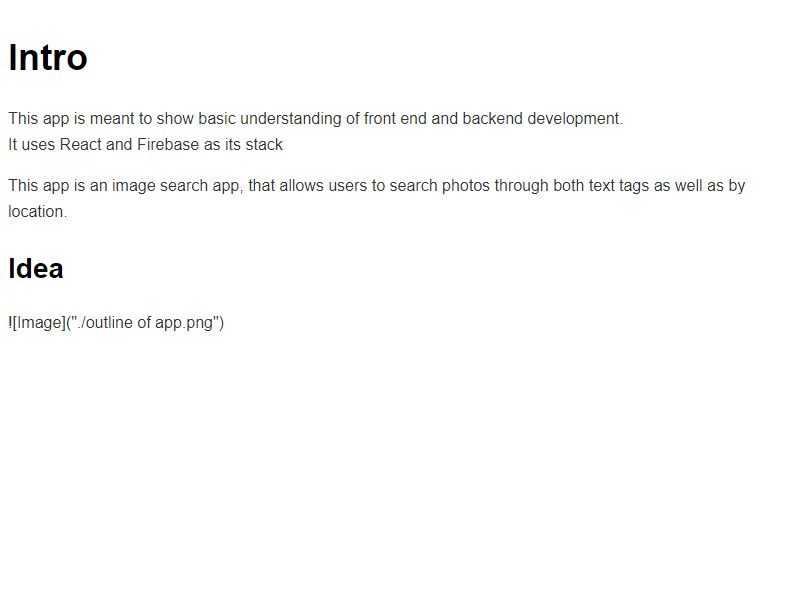 Intro
This app is meant to show basic understanding of front end and backend development.
It uses React and Firebase as its stack
This app is an image search app, that allows users to search photos through both text tags as well as by
location.
Idea
![Image]("./outline of app.png")